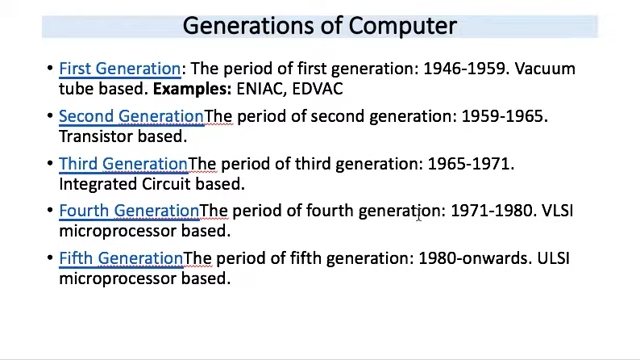 Generations of Computer
• First Generation: The period of first generation: 1946-1959. Vacuum
tube based. Examples: ENIAC, EDVAC
• Second GenerationThe period of second generation: 1959-1965.
Transistor based.
• Third GenerationThe period of third generation: 1965-1971.
Integrated Circuit based.
• Fourth GenerationThe period of fourth generation: 1971-1980. VLSI
microprocessor based.
• Fifth GenerationThe period of fifth generation: 1980-onwards. ULSI
microprocessor based.